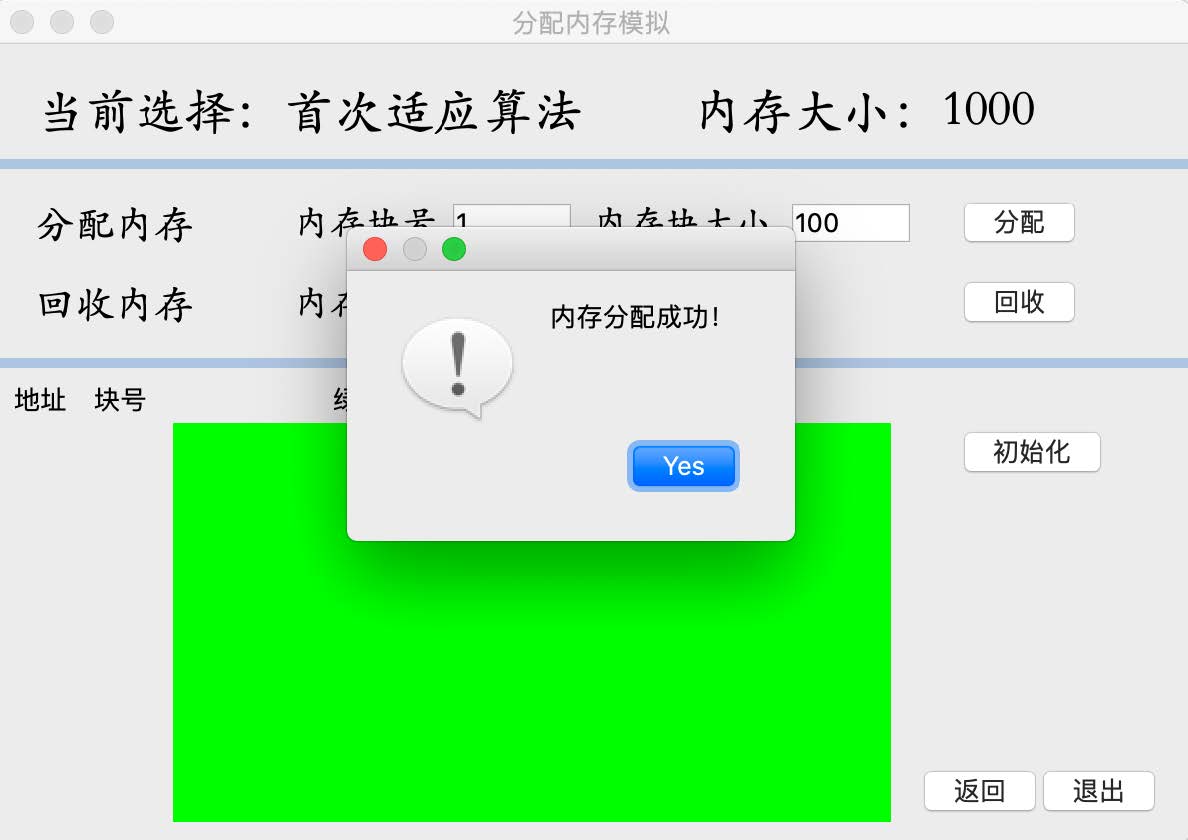 分配内存模拟
当前选择：首次适应算法 内存大小：1000
分配内存 内存块号 1 内存块大小 100 分配
回收内存 内存 回收
内存分配成功！
Yes
地址 块号
初始化
返回 退出